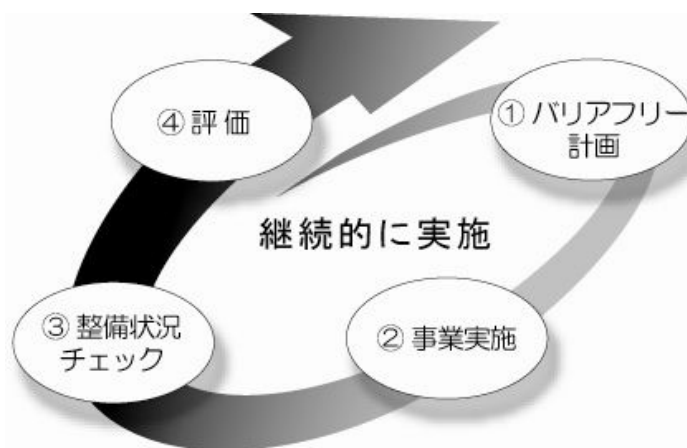 ① バリアフリー
計画
② 事業実施
③ 整備状況
チェック
④ 評価
継続的に実施